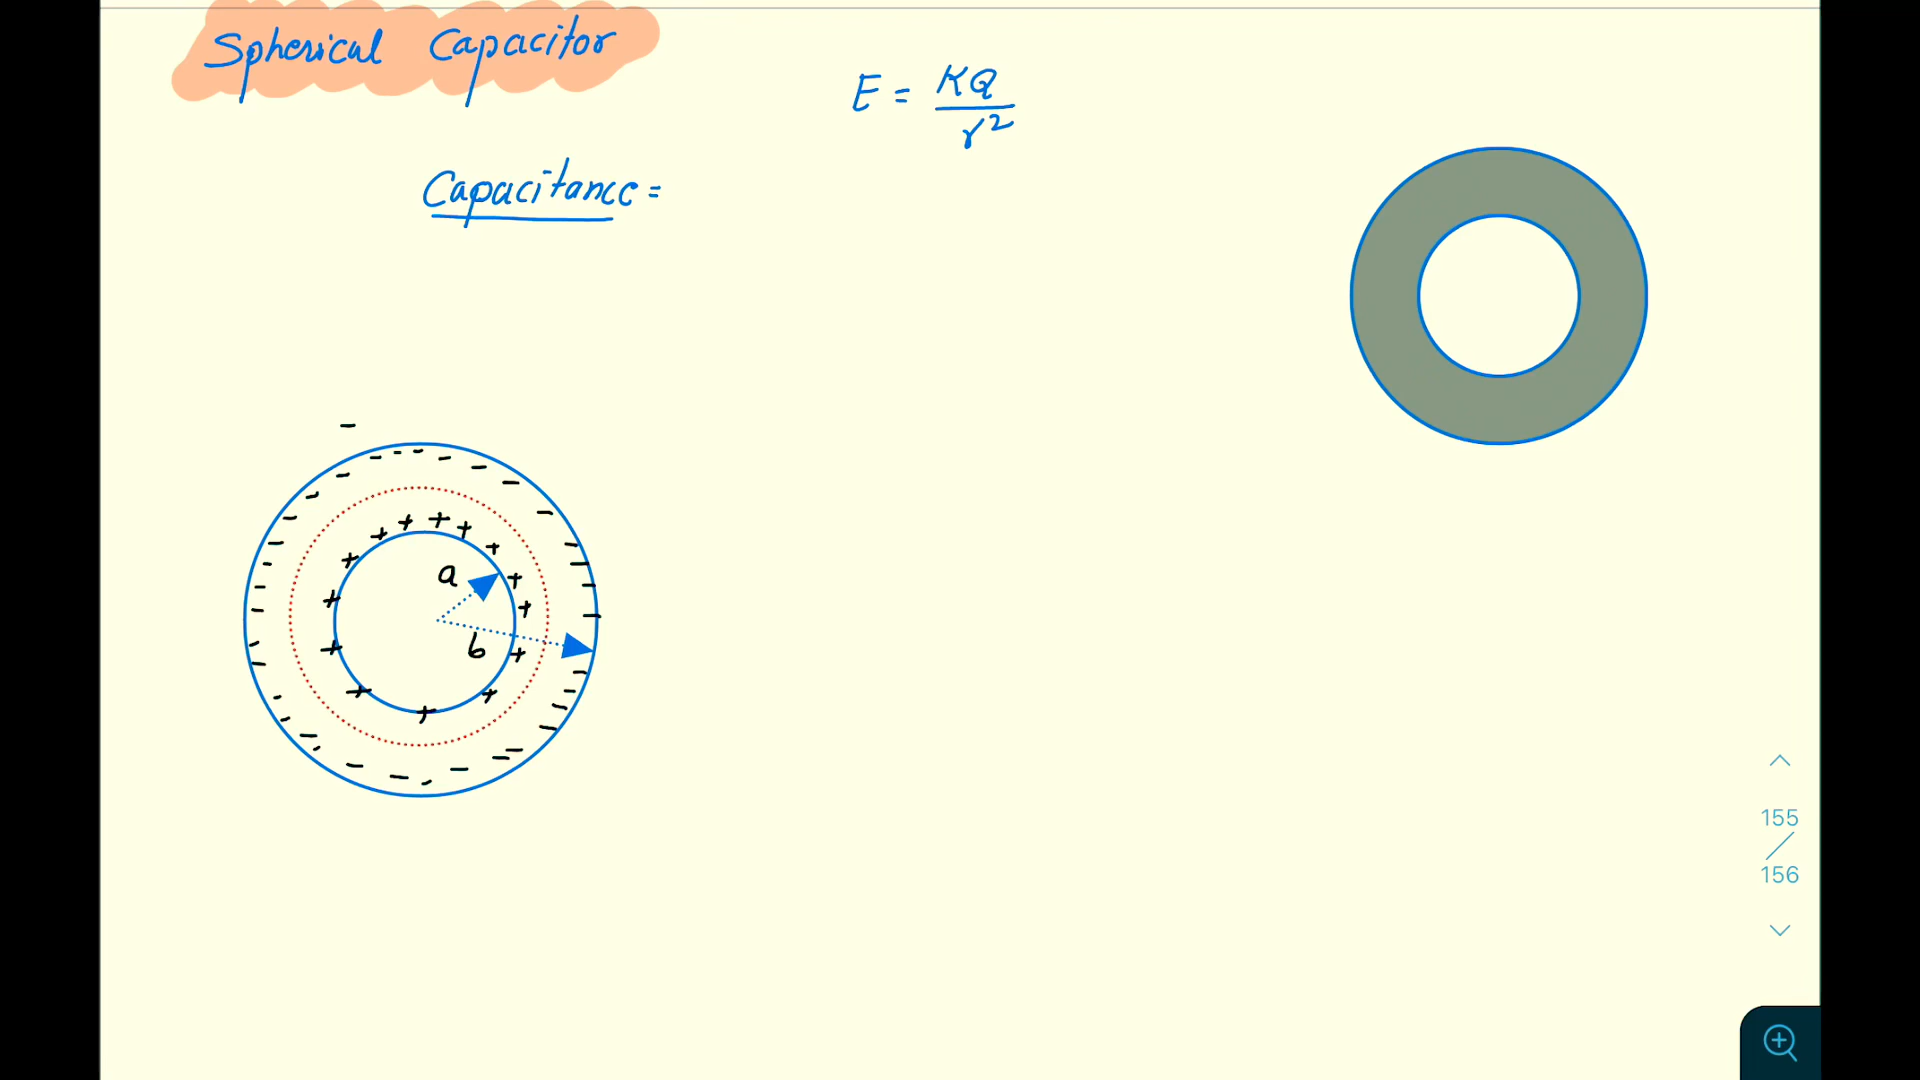 Spherical Capacitor
E = KQ / r²
Capacitance =
a
b
155
/
156